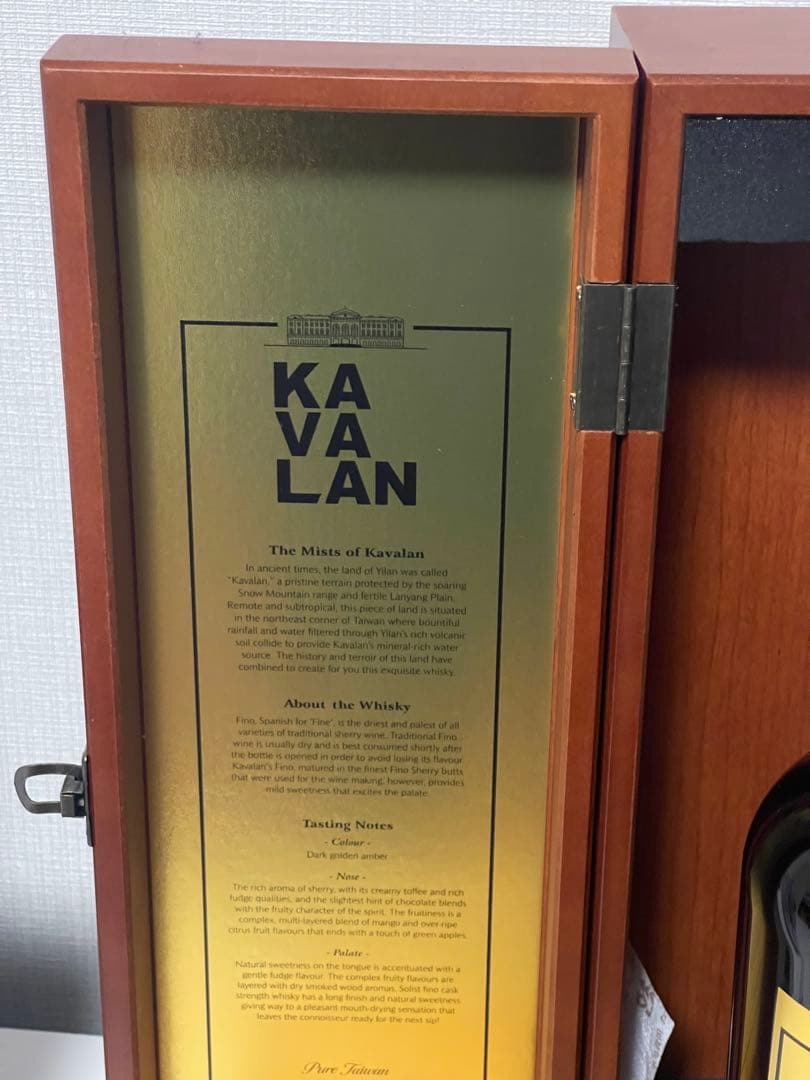 KA
VA
LAN
The Mists of Kavalan
In ancient times, the land of Yilan was called
"Kavalan," a pristine terrain protected by the soaring
Snow Mountain range and fertile Lanyang Plain.
Remote and subtropical, this piece of land is situated
in the northeast corner of Taiwan where bountiful
rainfall and water filtered through Yilan's rich volcanic
soil collide to provide Kavalan's mineral-rich water
source. The history and terroir of this land have
combined to create for you this exquisite whisky.
About the Whisky
Fino, Spanish for 'Fine', is the driest and palest of all
varieties of traditional sherry wine. Traditional Fino
wine is usually dry and is best consumed shortly after
the bottle is opened in order to avoid losing its flavour.
Kavalan's Fino, matured in the finest Fino Sherry butts
that were used for the wine making, however, provides
mild sweetness that excites the palate.
Tasting Notes
- Colour -
Dark golden amber
- Nose -
The rich aroma of sherry, with its creamy toffee and rich
fudge qualities, and the slightest hint of chocolate blends
with the fruity character of the spirit. The fruitiness is a
complex, multi-layered blend of mango and over-ripe
citrus fruit flavours that ends with a touch of green apples.
- Palate -
Natural sweetness on the tongue is accentuated with a
gentle fudge flavour. The complex fruity flavours are
layered with dry smoked wood aromas. Solist fino cask
strength whisky has a long finish and natural sweetness
giving way to a pleasant mouth-drying sensation that
leaves the connoisseur ready for the next sip!
Pure Taiwan